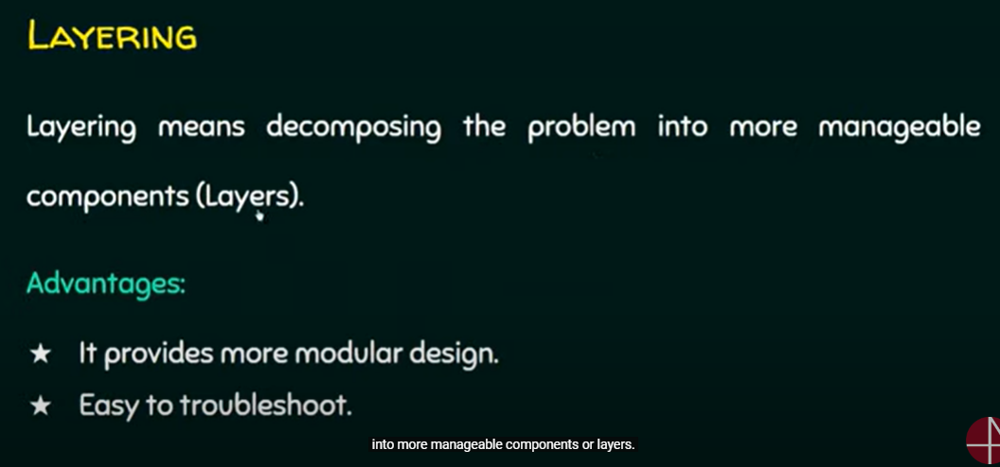 LAYERING
Layering means decomposing the problem into more manageable
components (Layers).
Advantages:
★ It provides more modular design.
★ Easy to troubleshoot.
into more manageable components or layers.